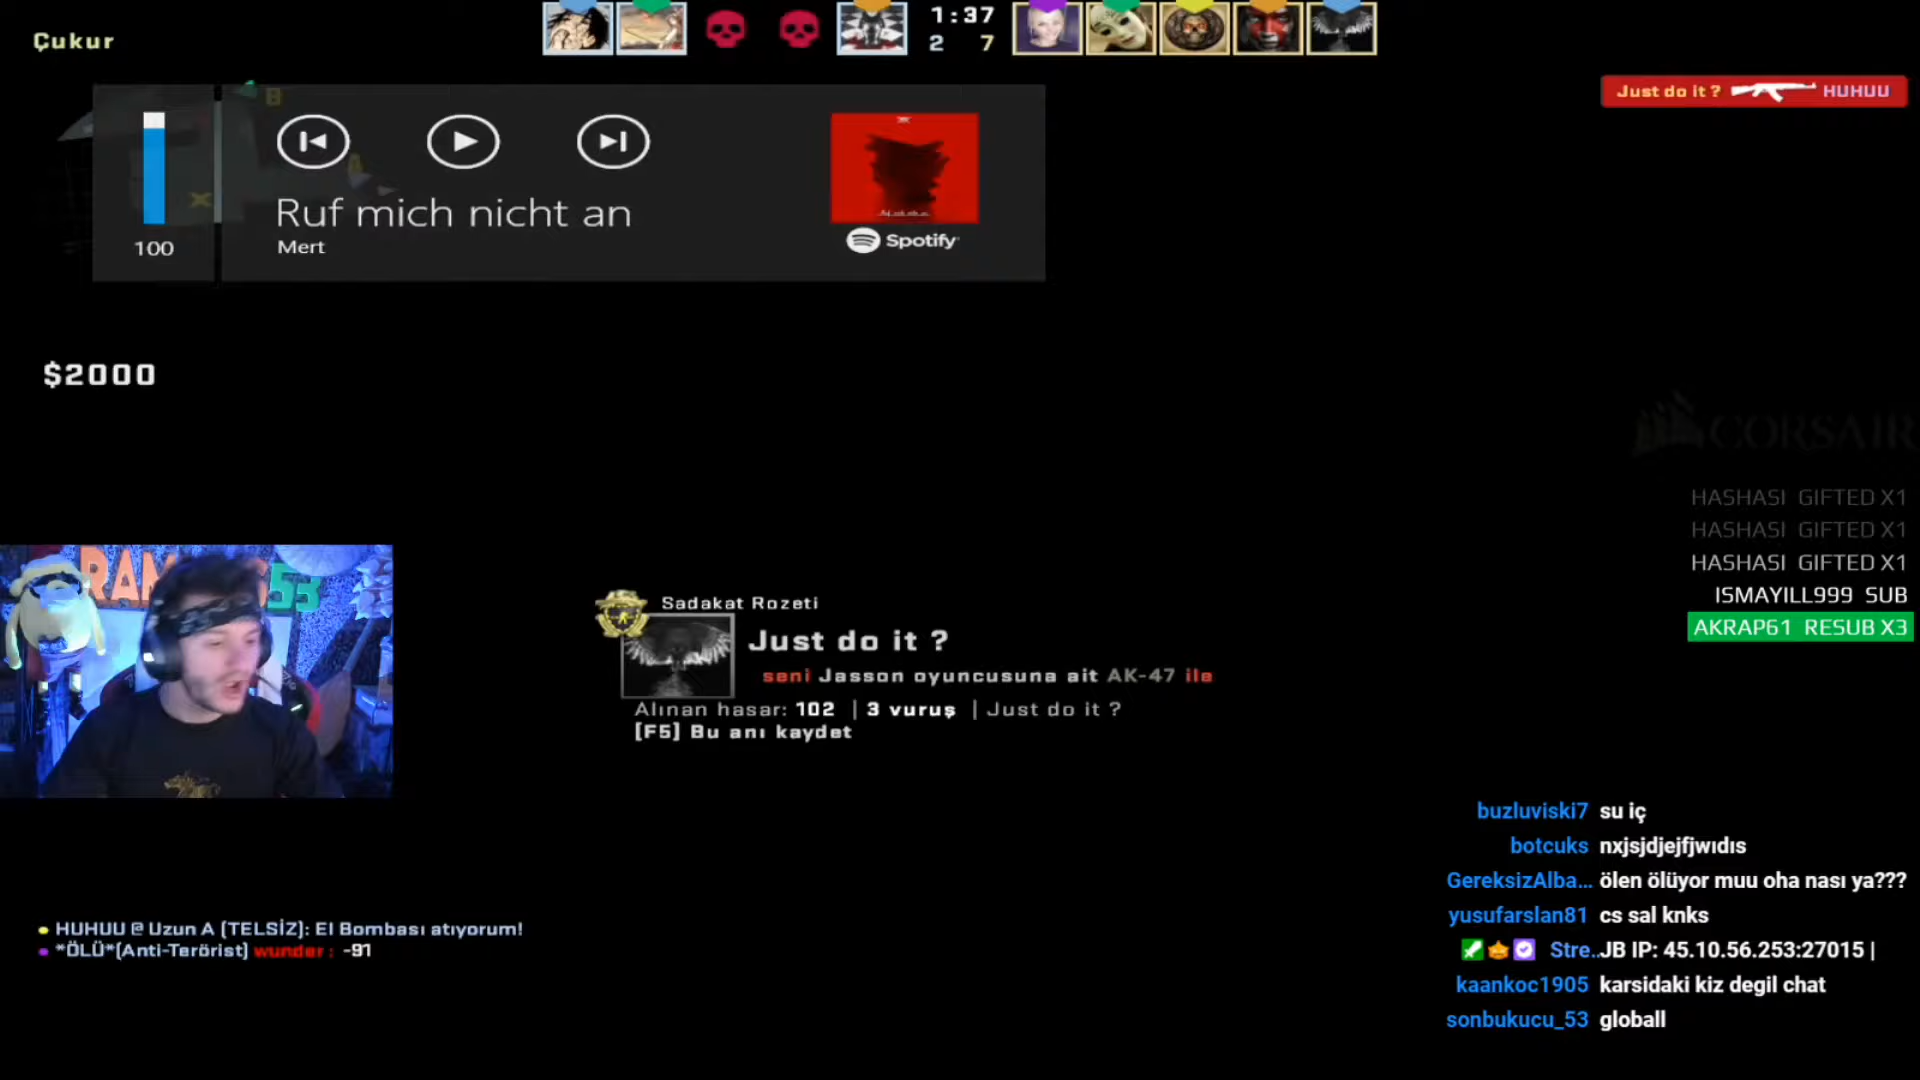 Çukur
1:37
2 7
Just do it ? HUHUU
Ruf mich nicht an
Mert
100
Spotify
$2000
CORSAIR
HASHASI GIFTED X1
HASHASI GIFTED X1
HASHASI GIFTED X1
ISMAYILL999 SUB
AKRAP61 RESUB X3
53
Sadakat Rozeti
Just do it ?
seni Jasson oyuncusuna ait AK-47 ile
Alınan hasar: 102 | 3 vuruş | Just do it ?
[F5] Bu anı kaydet
buzluviski7 su iç
botcuks nxjsjdjejfjwıdıs
GereksizAlba... ölen ölüyor muu oha nası ya???
yusufarslan81 cs sal knks
Stre..JB IP: 45.10.56.253:27015 |
kaankoc1905 karsidaki kiz degil chat
sonbukucu_53 globall
HUHUU @ Uzun A (TELSİZ): El Bombası atıyorum!
*ÖLÜ*(Anti-Terörist) wunder : -91